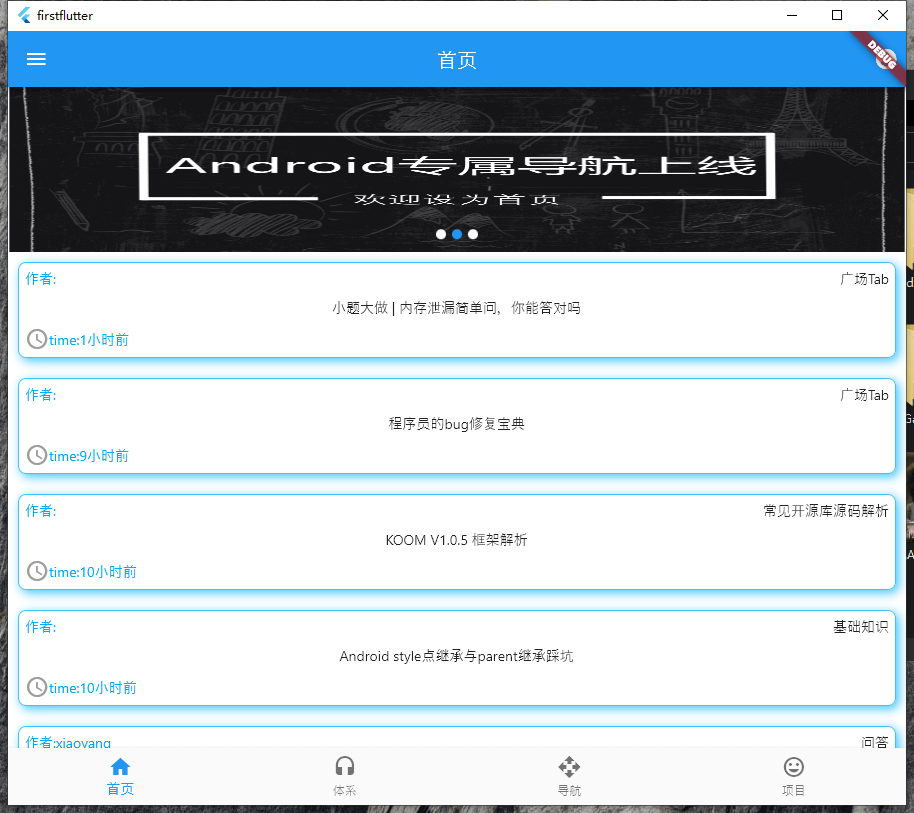 firstflutter
首页
DEBUG
Android专属导航上线
欢迎设为首页
作者: 广场Tab
小题大做 | 内存泄漏简单问，你能答对吗
time:1小时前
作者: 广场Tab
程序员的bug修复宝典
time:9小时前
作者: 常见开源库源码解析
KOOM V1.0.5 框架解析
time:10小时前
作者: 基础知识
Android style点继承与parent继承踩坑
time:10小时前
作者:xiaoyang 问答
首页 体系 导航 项目